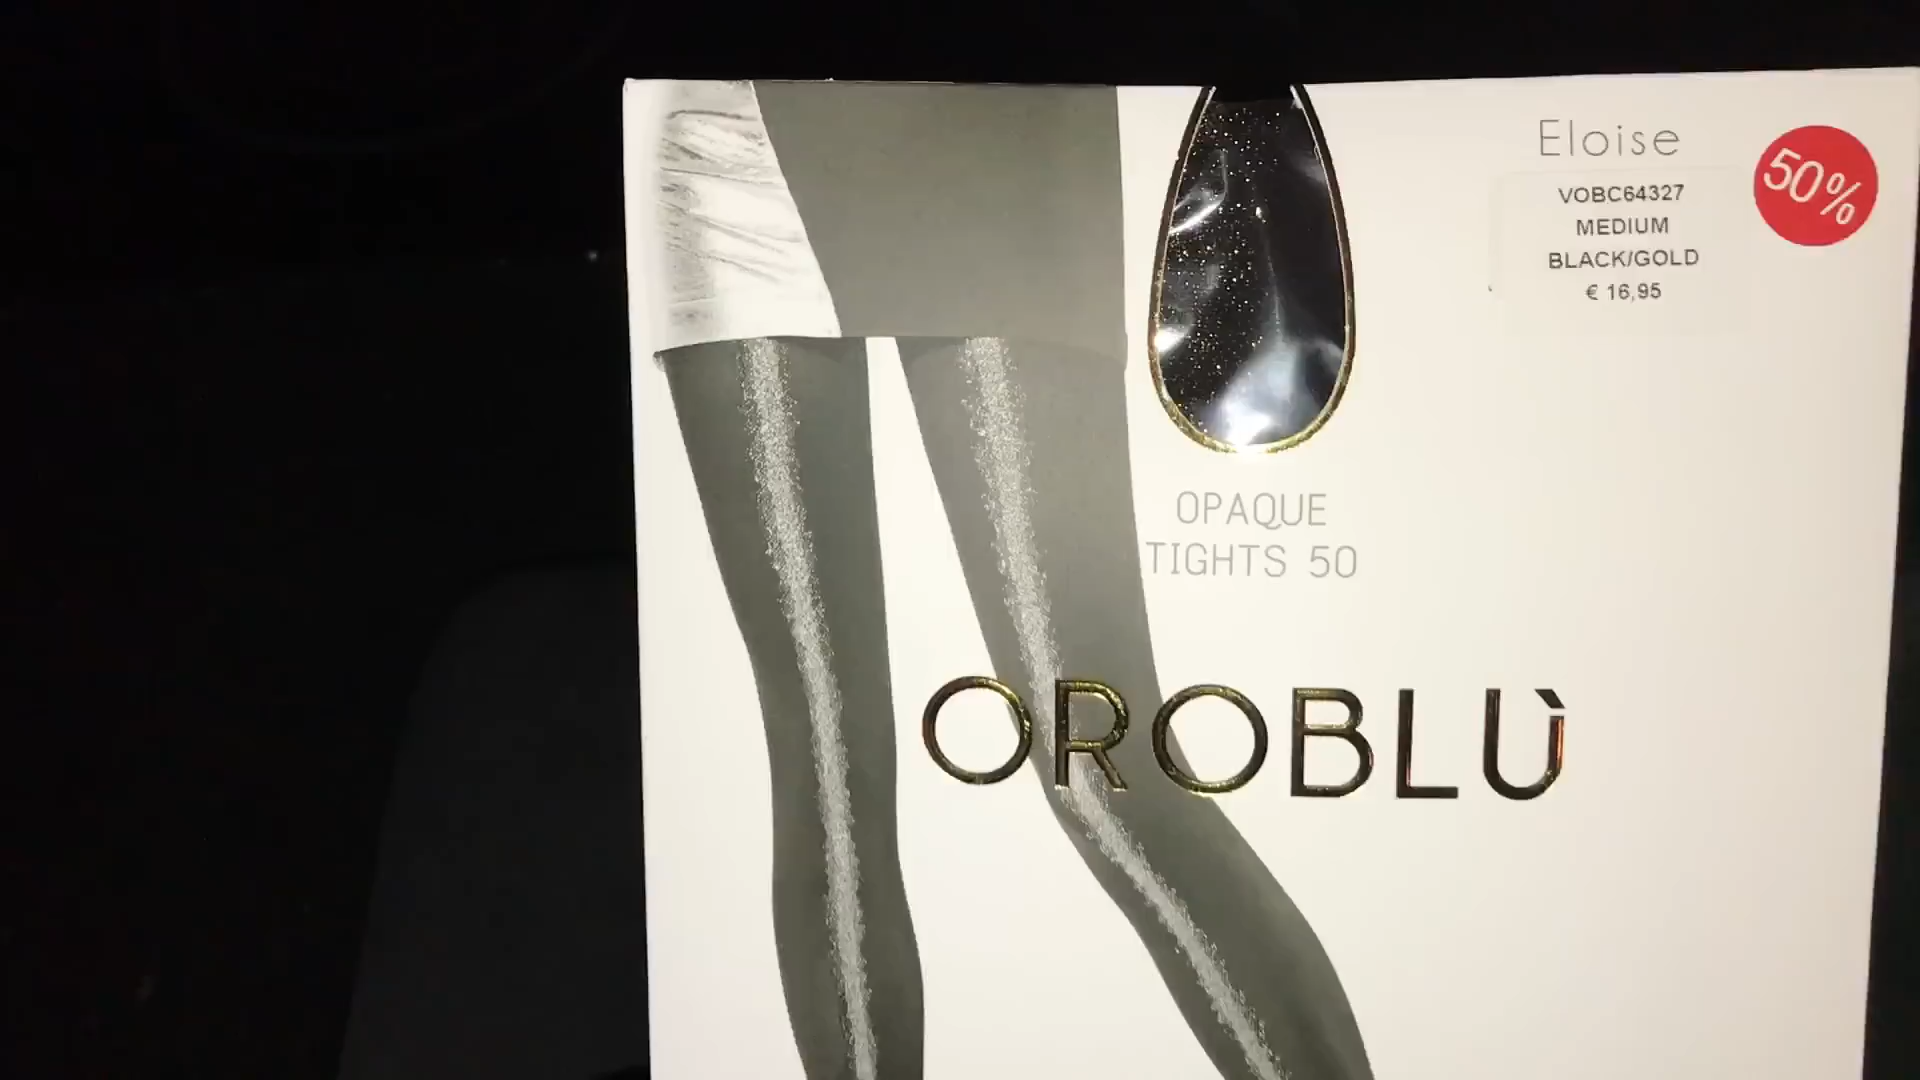 Eloise
VOBC64327
MEDIUM
BLACK/GOLD
€ 16,95
50%
OPAQUE
TIGHTS 50
OROBLÙ